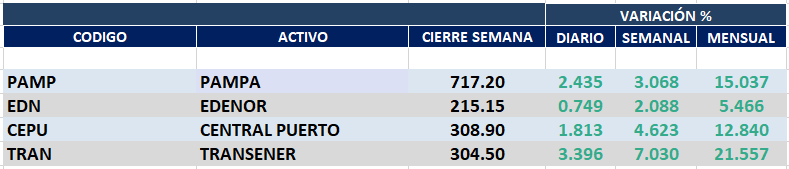 VARIACIÓN %
CODIGO ACTIVO CIERRE SEMANA DIARIO SEMANAL MENSUAL
PAMP PAMPA 717.20 2.435 3.068 15.037
EDN EDENOR 215.15 0.749 2.088 5.466
CEPU CENTRAL PUERTO 308.90 1.813 4.623 12.840
TRAN TRANSENER 304.50 3.396 7.030 21.557